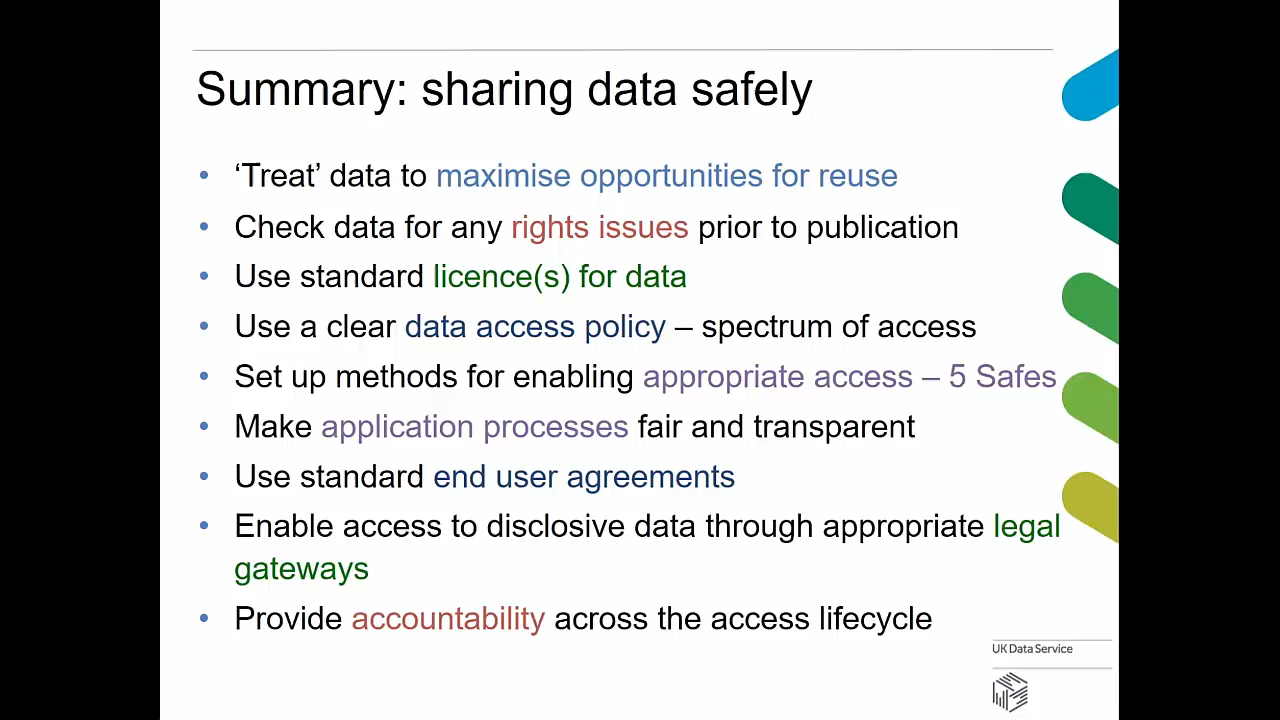 Summary: sharing data safely
• ‘Treat’ data to maximise opportunities for reuse
• Check data for any rights issues prior to publication
• Use standard licence(s) for data
• Use a clear data access policy – spectrum of access
• Set up methods for enabling appropriate access – 5 Safes
• Make application processes fair and transparent
• Use standard end user agreements
• Enable access to disclosive data through appropriate legal
gateways
• Provide accountability across the access lifecycle
UK Data Service